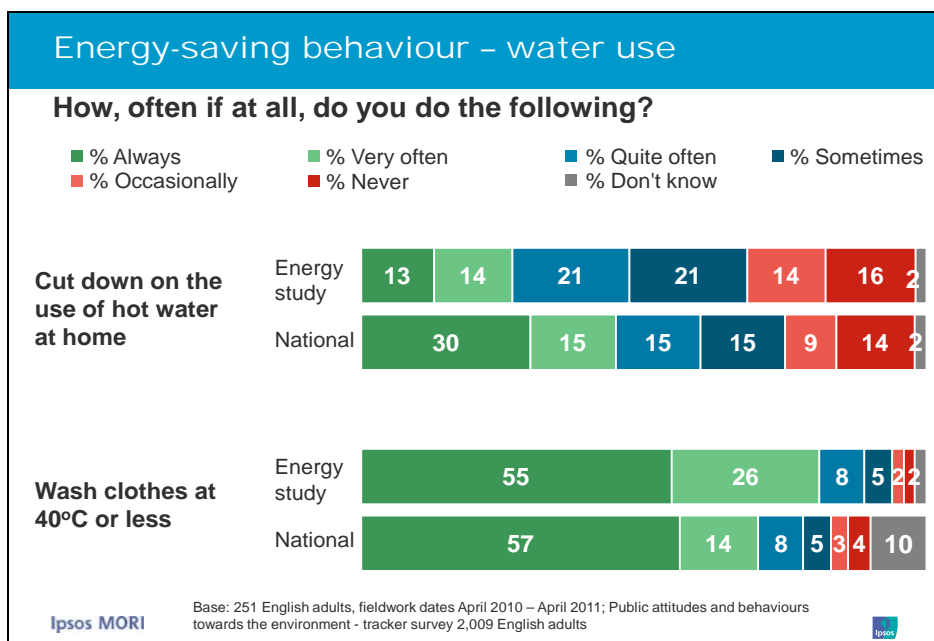 Energy-saving behaviour – water use
How, often if at all, do you do the following?
% Always
% Very often
% Quite often
% Sometimes
% Occasionally
% Never
% Don't know
Cut down on the
use of hot water
at home
Energy
study
13 14 21 21 14 16 2
National
30 15 15 15 9 14 2
Wash clothes at
40ºC or less
Energy
study
55 26 8 5 2 2
National
57 14 8 5 3 4 10
Ipsos MORI
Base: 251 English adults, fieldwork dates April 2010 – April 2011; Public attitudes and behaviours
towards the environment - tracker survey 2,009 English adults
Ipsos